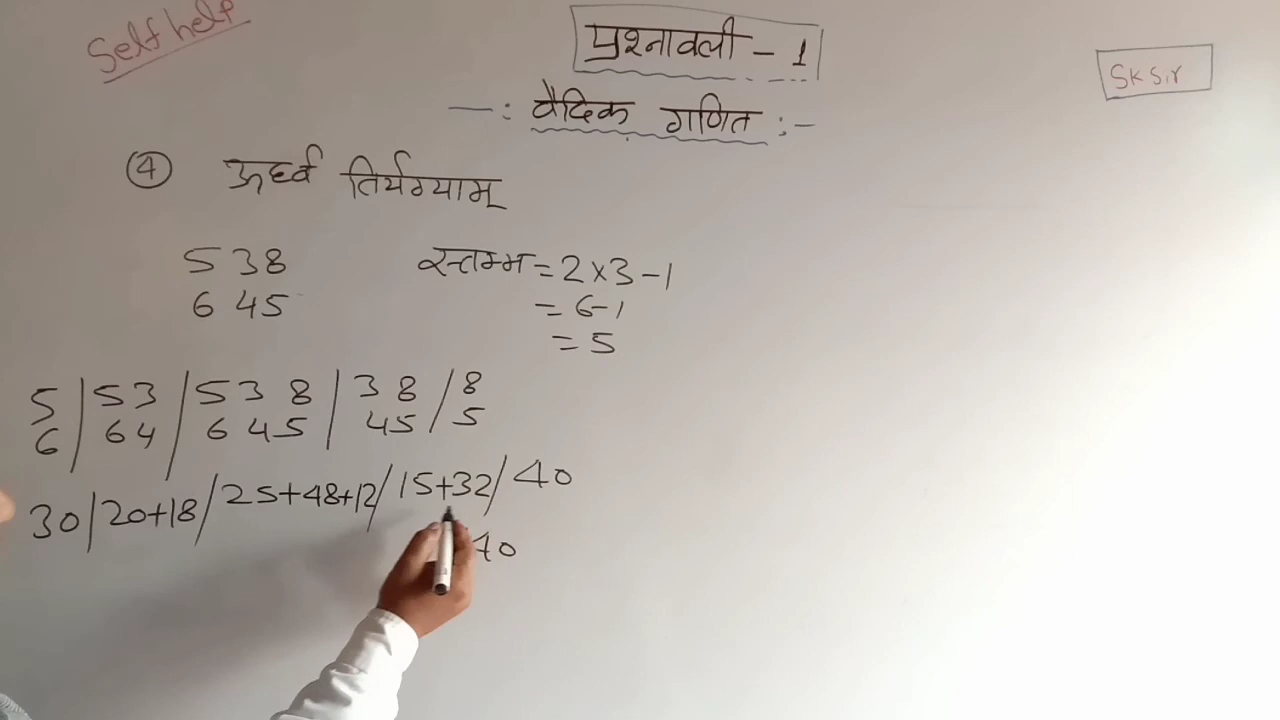 Self help
प्रश्नावली - 1
SK Sir
-: वैदिक गणित :-
④ ऊर्ध्व तिर्यग्याम्
538 स्तम्भ = 2×3-1
645 = 6-1
= 5
5 / 53 / 538 / 38 / 8
6 / 64 / 645 / 45 / 5
30 / 20+18 / 25+48+12 / 15+32 / 40
40